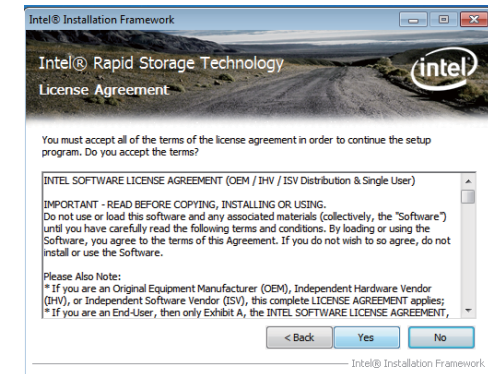 Intel® Installation Framework
Intel® Rapid Storage Technology
License Agreement
intel
You must accept all of the terms of the license agreement in order to continue the setup
program. Do you accept the terms?
INTEL SOFTWARE LICENSE AGREEMENT (OEM / IHV / ISV Distribution & Single User)
IMPORTANT - READ BEFORE COPYING, INSTALLING OR USING.
Do not use or load this software and any associated materials (collectively, the "Software")
until you have carefully read the following terms and conditions. By loading or using the
Software, you agree to the terms of this Agreement. If you do not wish to so agree, do not
install or use the Software.
Please Also Note:
* If you are an Original Equipment Manufacturer (OEM), Independent Hardware Vendor
(IHV), or Independent Software Vendor (ISV), this complete LICENSE AGREEMENT applies;
* If you are an End-User, then only Exhibit A, the INTEL SOFTWARE LICENSE AGREEMENT,
< Back
Yes
No
Intel® Installation Framework